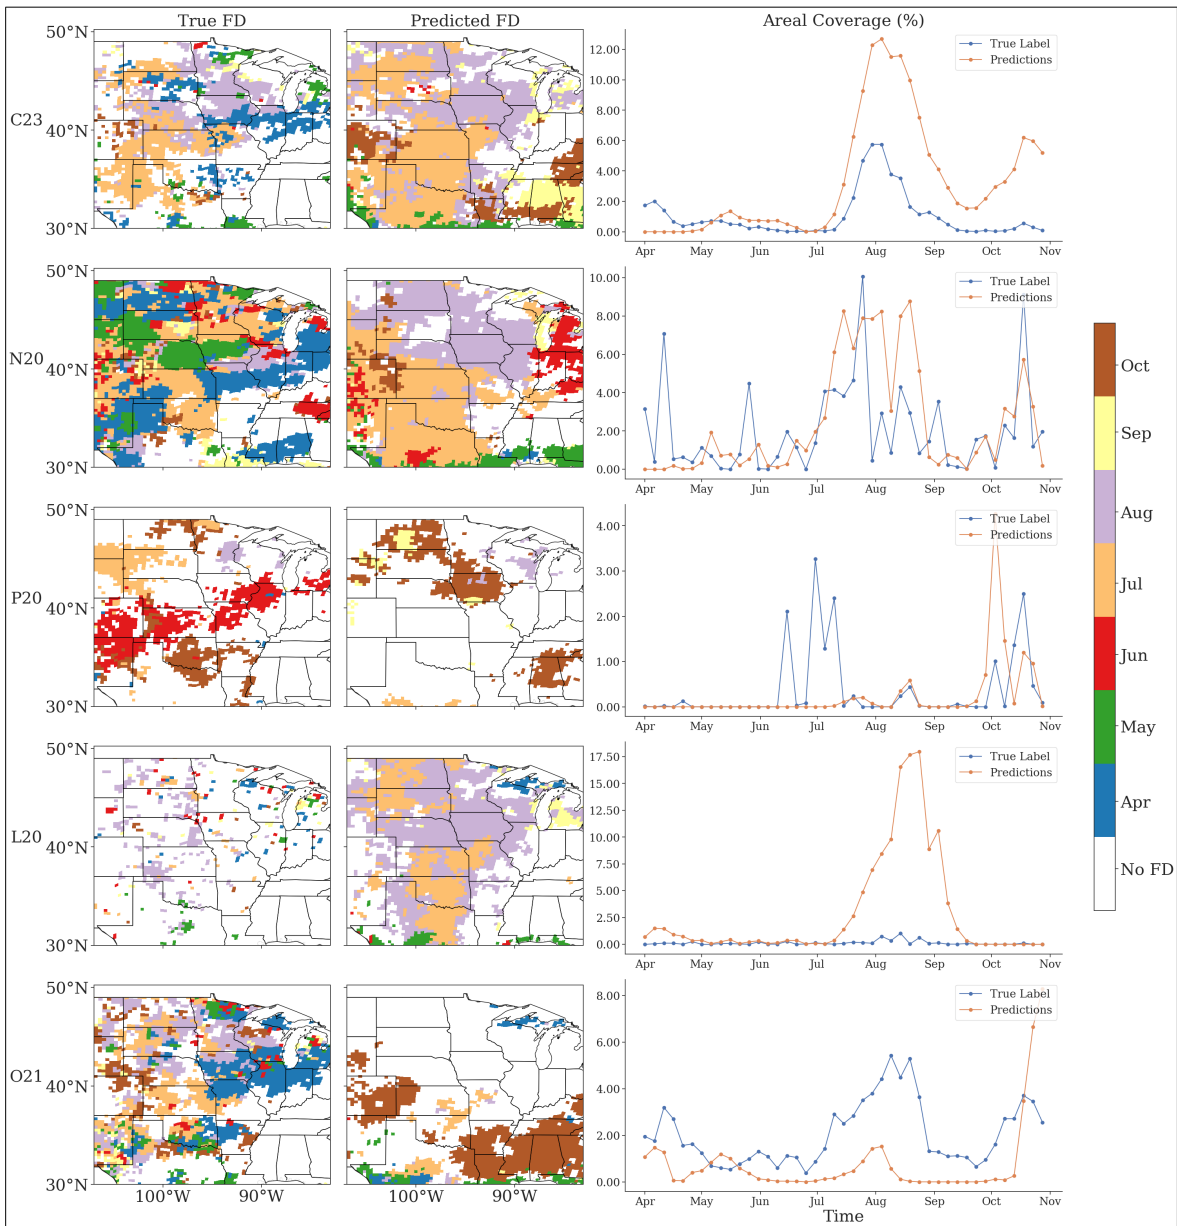 True FD
Predicted FD
Areal Coverage (%)
50°N
40°N
30°N
C23
12.00
10.00
8.00
6.00
4.00
2.00
0.00
True Label
Predictions
Apr May Jun Jul Aug Sep Oct Nov
50°N
40°N
30°N
N20
10.00
8.00
6.00
4.00
2.00
0.00
True Label
Predictions
Apr May Jun Jul Aug Sep Oct Nov
50°N
40°N
30°N
P20
4.00
3.00
2.00
1.00
0.00
True Label
Predictions
Apr May Jun Jul Aug Sep Oct Nov
50°N
40°N
30°N
L20
17.50
15.00
12.50
10.00
7.50
5.00
2.50
0.00
True Label
Predictions
Apr May Jun Jul Aug Sep Oct Nov
50°N
40°N
30°N
O21
100°W 90°W
100°W 90°W
8.00
6.00
4.00
2.00
0.00
True Label
Predictions
Apr May Jun Jul Aug Sep Oct Nov
Time
Oct
Sep
Aug
Jul
Jun
May
Apr
No FD